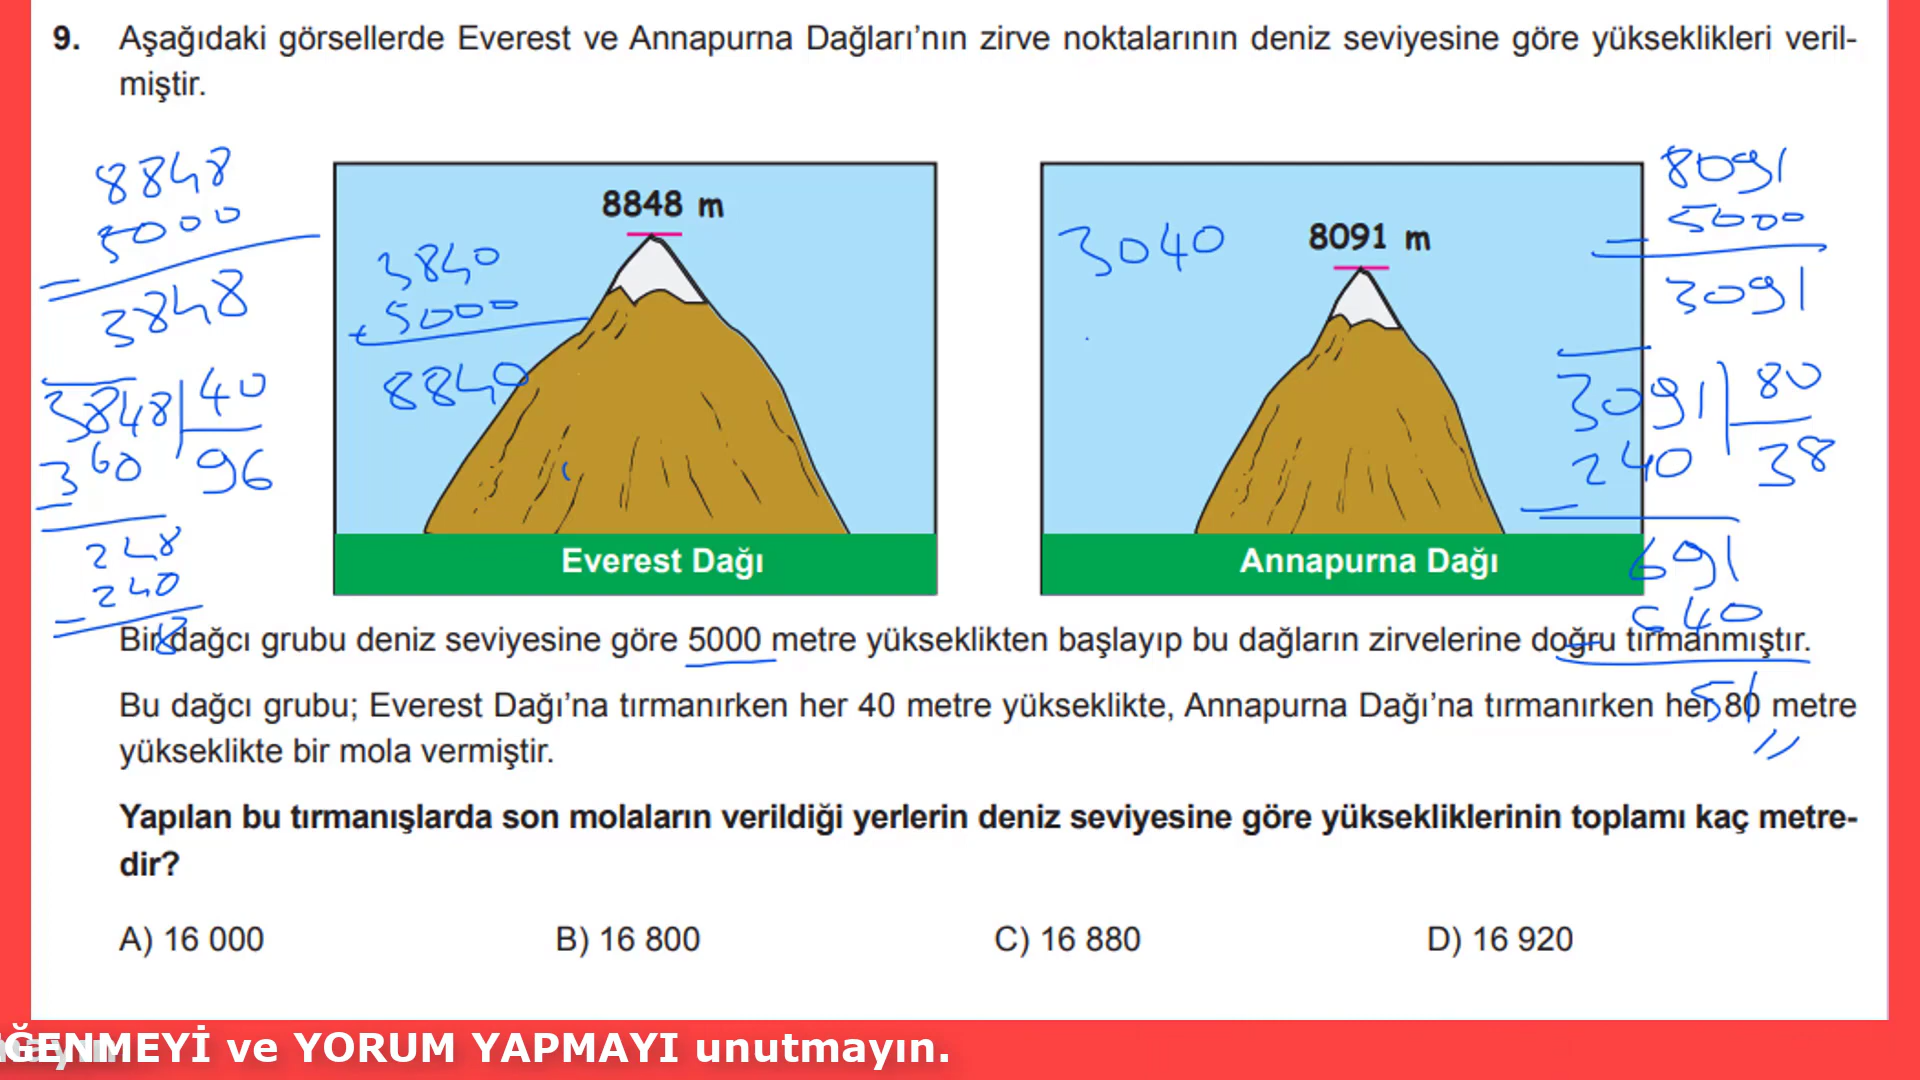 9. Aşağıdaki görsellerde Everest ve Annapurna Dağları’nın zirve noktalarının deniz seviyesine göre yükseklikleri veril-
miştir.
8848
5000
3848
3848 40
360 96
248
240
8
8848 m
3840
5000
8840
Everest Dağı
3040
8091 m
Annapurna Dağı
8091
5000
3091
3091 80
240 38
691
640
51
Bir dağcı grubu deniz seviyesine göre 5000 metre yükseklikten başlayıp bu dağların zirvelerine doğru tırmanmıştır.
Bu dağcı grubu; Everest Dağı’na tırmanırken her 40 metre yükseklikte, Annapurna Dağı’na tırmanırken her 80 metre
yükseklikte bir mola vermiştir.
Yapılan bu tırmanışlarda son molaların verildiği yerlerin deniz seviyesine göre yüksekliklerinin toplamı kaç metre-
dir?
A) 16 000 B) 16 800 C) 16 880 D) 16 920
ĞENMEYİ ve YORUM YAPMAYI unutmayın.